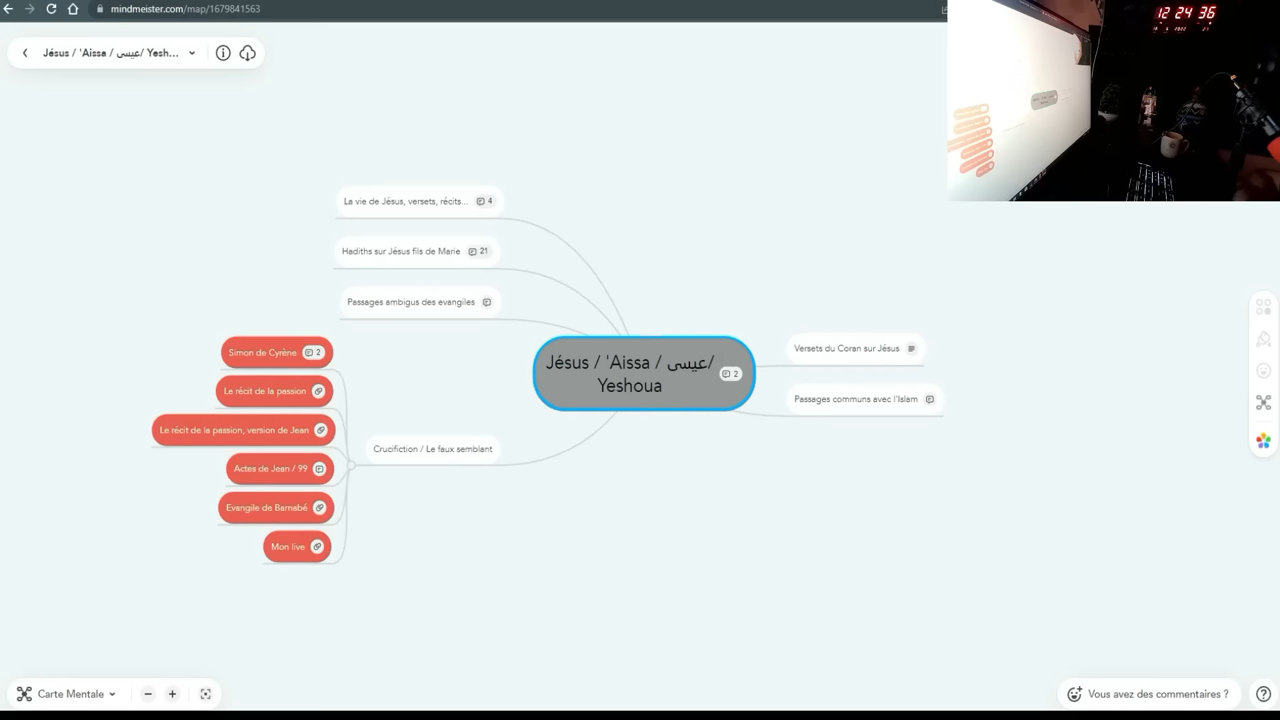 mindmeister.com/map/1679841563
12 24 36
Jésus / 'Aissa / عيسى/ Yesh...
La vie de Jésus, versets, récits... 4
Hadiths sur Jésus fils de Marie 21
Passages ambigus des evangiles
Simon de Cyrène 2
Le récit de la passion
Le récit de la passion, version de Jean
Actes de Jean / 99
Evangile de Barnabé
Mon live
Crucifiction / Le faux semblant
Jésus / 'Aissa / عيسى/
Yeshoua 2
Versets du Coran sur Jésus
Passages communs avec l'Islam
Carte Mentale
Vous avez des commentaires ?